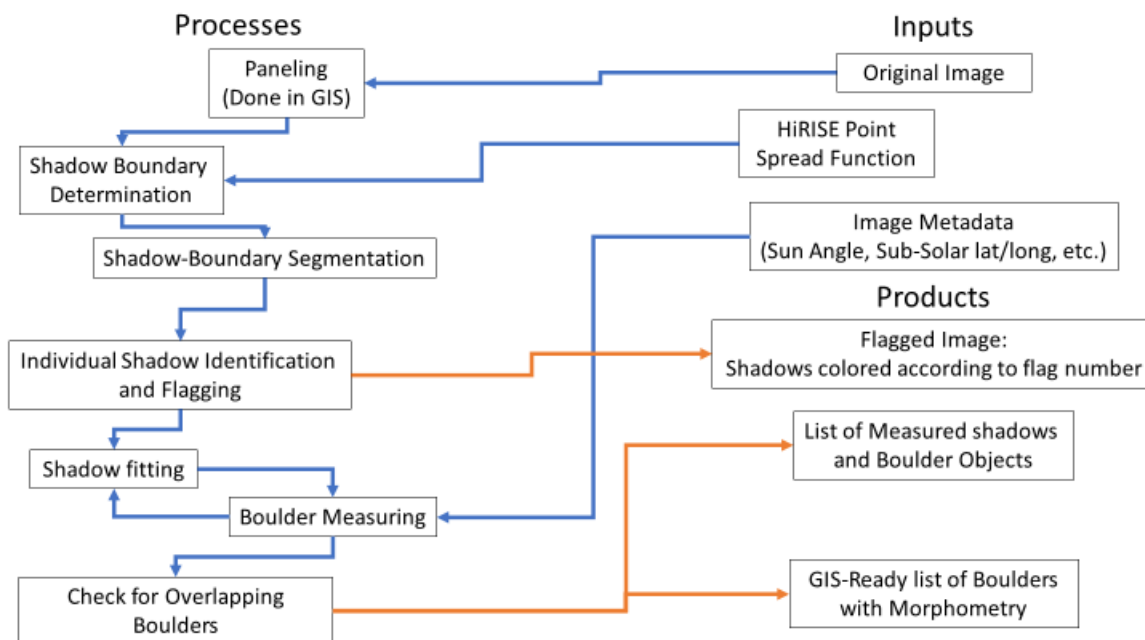 Processes
Inputs
Paneling
(Done in GIS)
Original Image
HiRISE Point
Spread Function
Shadow Boundary
Determination
Image Metadata
(Sun Angle, Sub-Solar lat/long, etc.)
Shadow-Boundary Segmentation
Products
Flagged Image:
Shadows colored according to flag number
Individual Shadow Identification
and Flagging
List of Measured shadows
and Boulder Objects
Shadow fitting
Boulder Measuring
GIS-Ready list of Boulders
with Morphometry
Check for Overlapping
Boulders